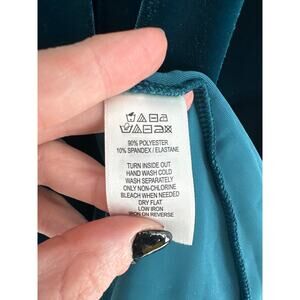 90% POLYESTER
10% SPANDEX / ELASTANE
TURN INSIDE OUT
HAND WASH COLD
WASH SEPARATELY
ONLY NON-CHLORINE
BLEACH WHEN NEEDED
DRY FLAT
LOW IRON
IRON ON REVERSE